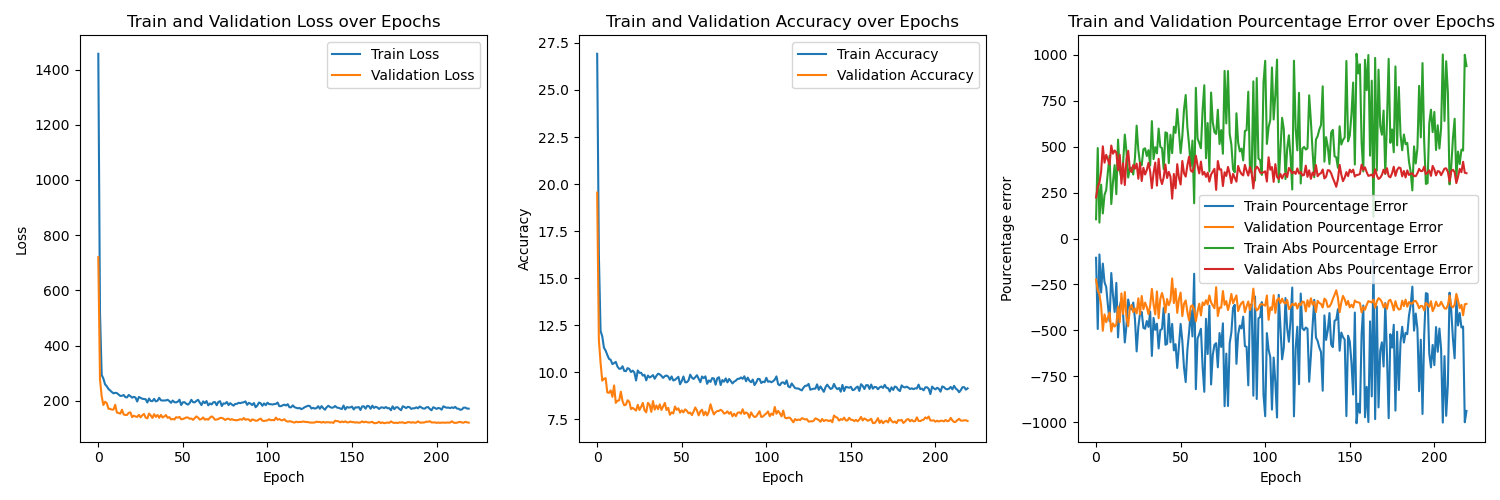 Train and Validation Loss over Epochs
Loss
1400
1200
1000
800
600
400
200
0
50
100
150
200
Epoch
Train Loss
Validation Loss
Train and Validation Accuracy over Epochs
Accuracy
27.5
25.0
22.5
20.0
17.5
15.0
12.5
10.0
7.5
0
50
100
150
200
Epoch
Train Accuracy
Validation Accuracy
Train and Validation Pourcentage Error over Epochs
Pourcentage error
1000
750
500
250
0
−250
−500
−750
−1000
0
50
100
150
200
Epoch
Train Pourcentage Error
Validation Pourcentage Error
Train Abs Pourcentage Error
Validation Abs Pourcentage Error